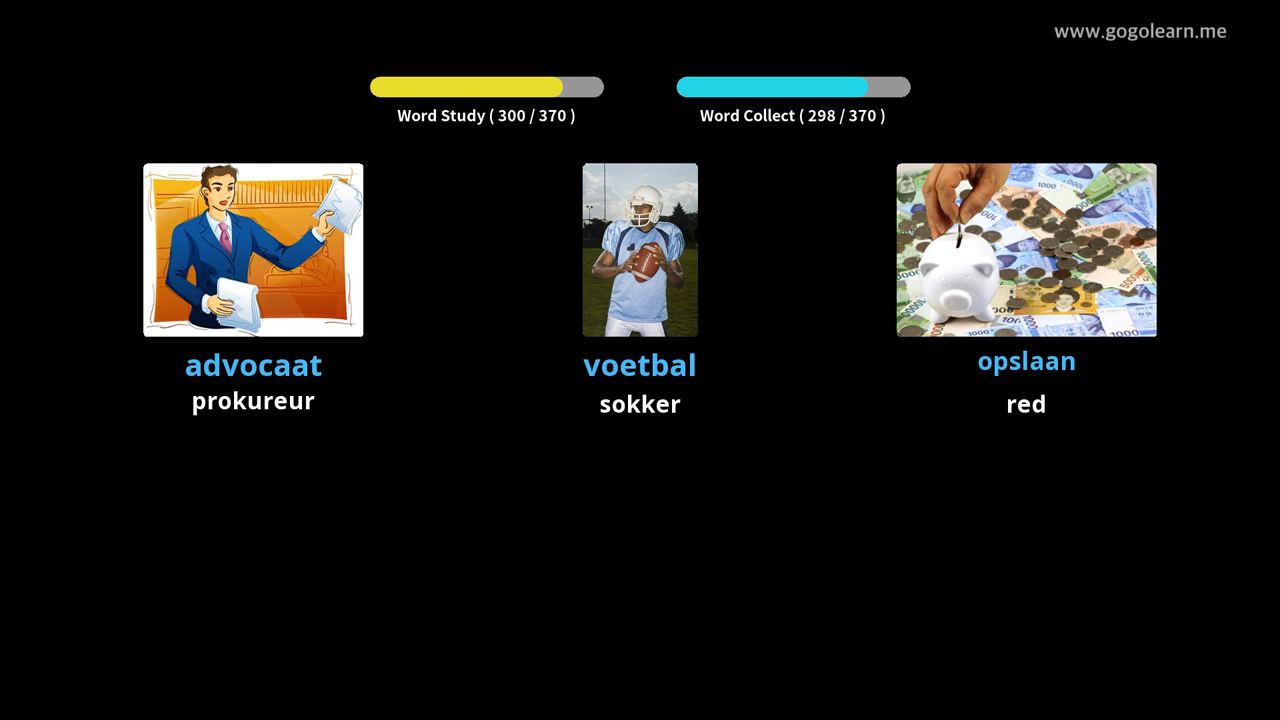 www.gogolearn.me
Word Study ( 300 / 370 )
Word Collect ( 298 / 370 )
advocaat
voetbal
opslaan
prokureur
sokker
red